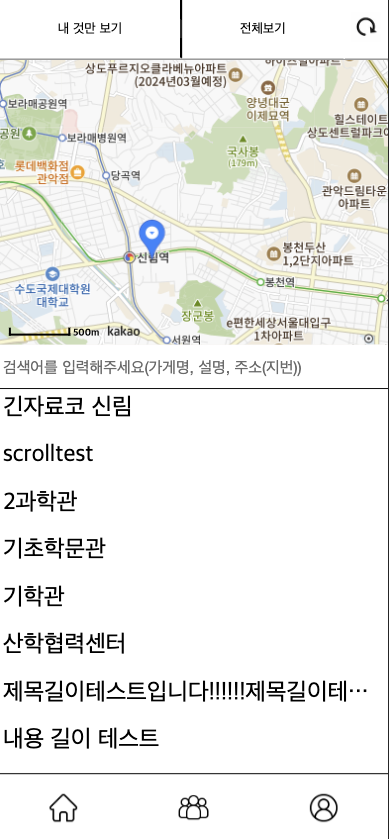 내 것만 보기
전체보기
상도푸르지오클라베뉴아파트
(2024년03월예정)
양녕대군
이제묘역
보라매공원역
힐스테이트
상도센트럴파크
공원
보라매병원역
국사봉
(179m)
롯데백화점
관악점
당곡역
관악드림타운
아파트
신림역
봉천두산
1,2단지아파트
봉천역
수도국제대학원
대학교
장군봉
e편한세상서울대입구
1차아파트
500m
kakao
서원역
검색어를 입력해주세요(가게명, 설명, 주소(지번))
긴자료코 신림
scrolltest
2과학관
기초학문관
기학관
산학협력센터
제목길이테스트입니다!!!!!!제목길이테…
내용 길이 테스트